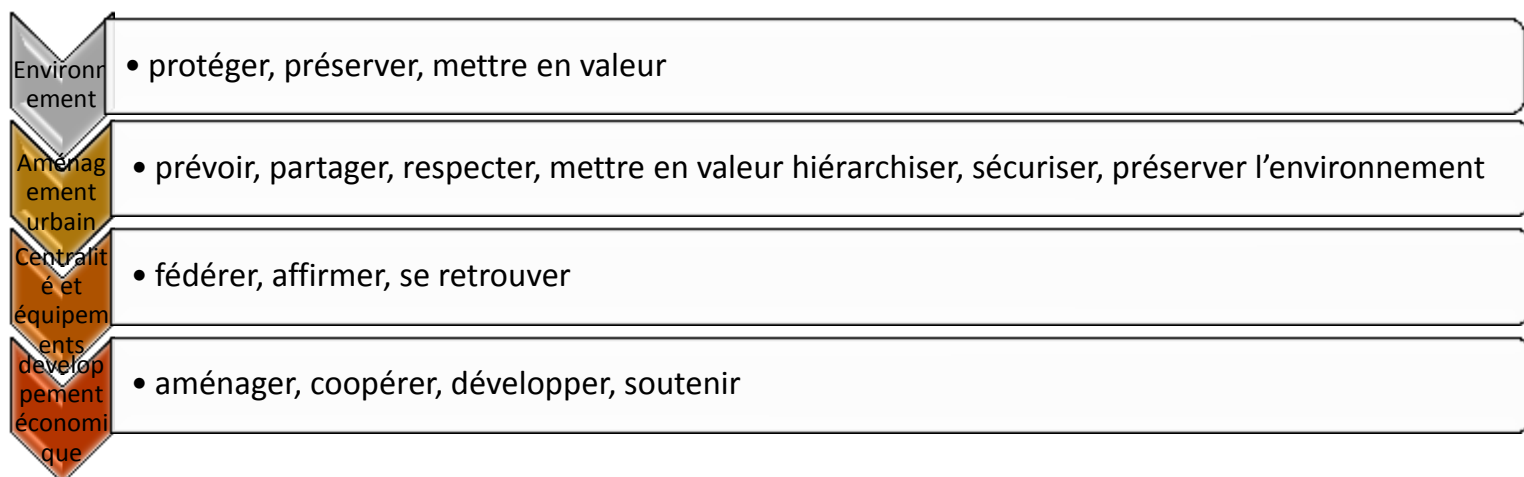 Environn
ement
• protéger, préserver, mettre en valeur
Aménag
ement
urbain
• prévoir, partager, respecter, mettre en valeur hiérarchiser, sécuriser, préserver l’environnement
Centralit
é et
équipem
ents
• fédérer, affirmer, se retrouver
develop
pement
économi
que
• aménager, coopérer, développer, soutenir